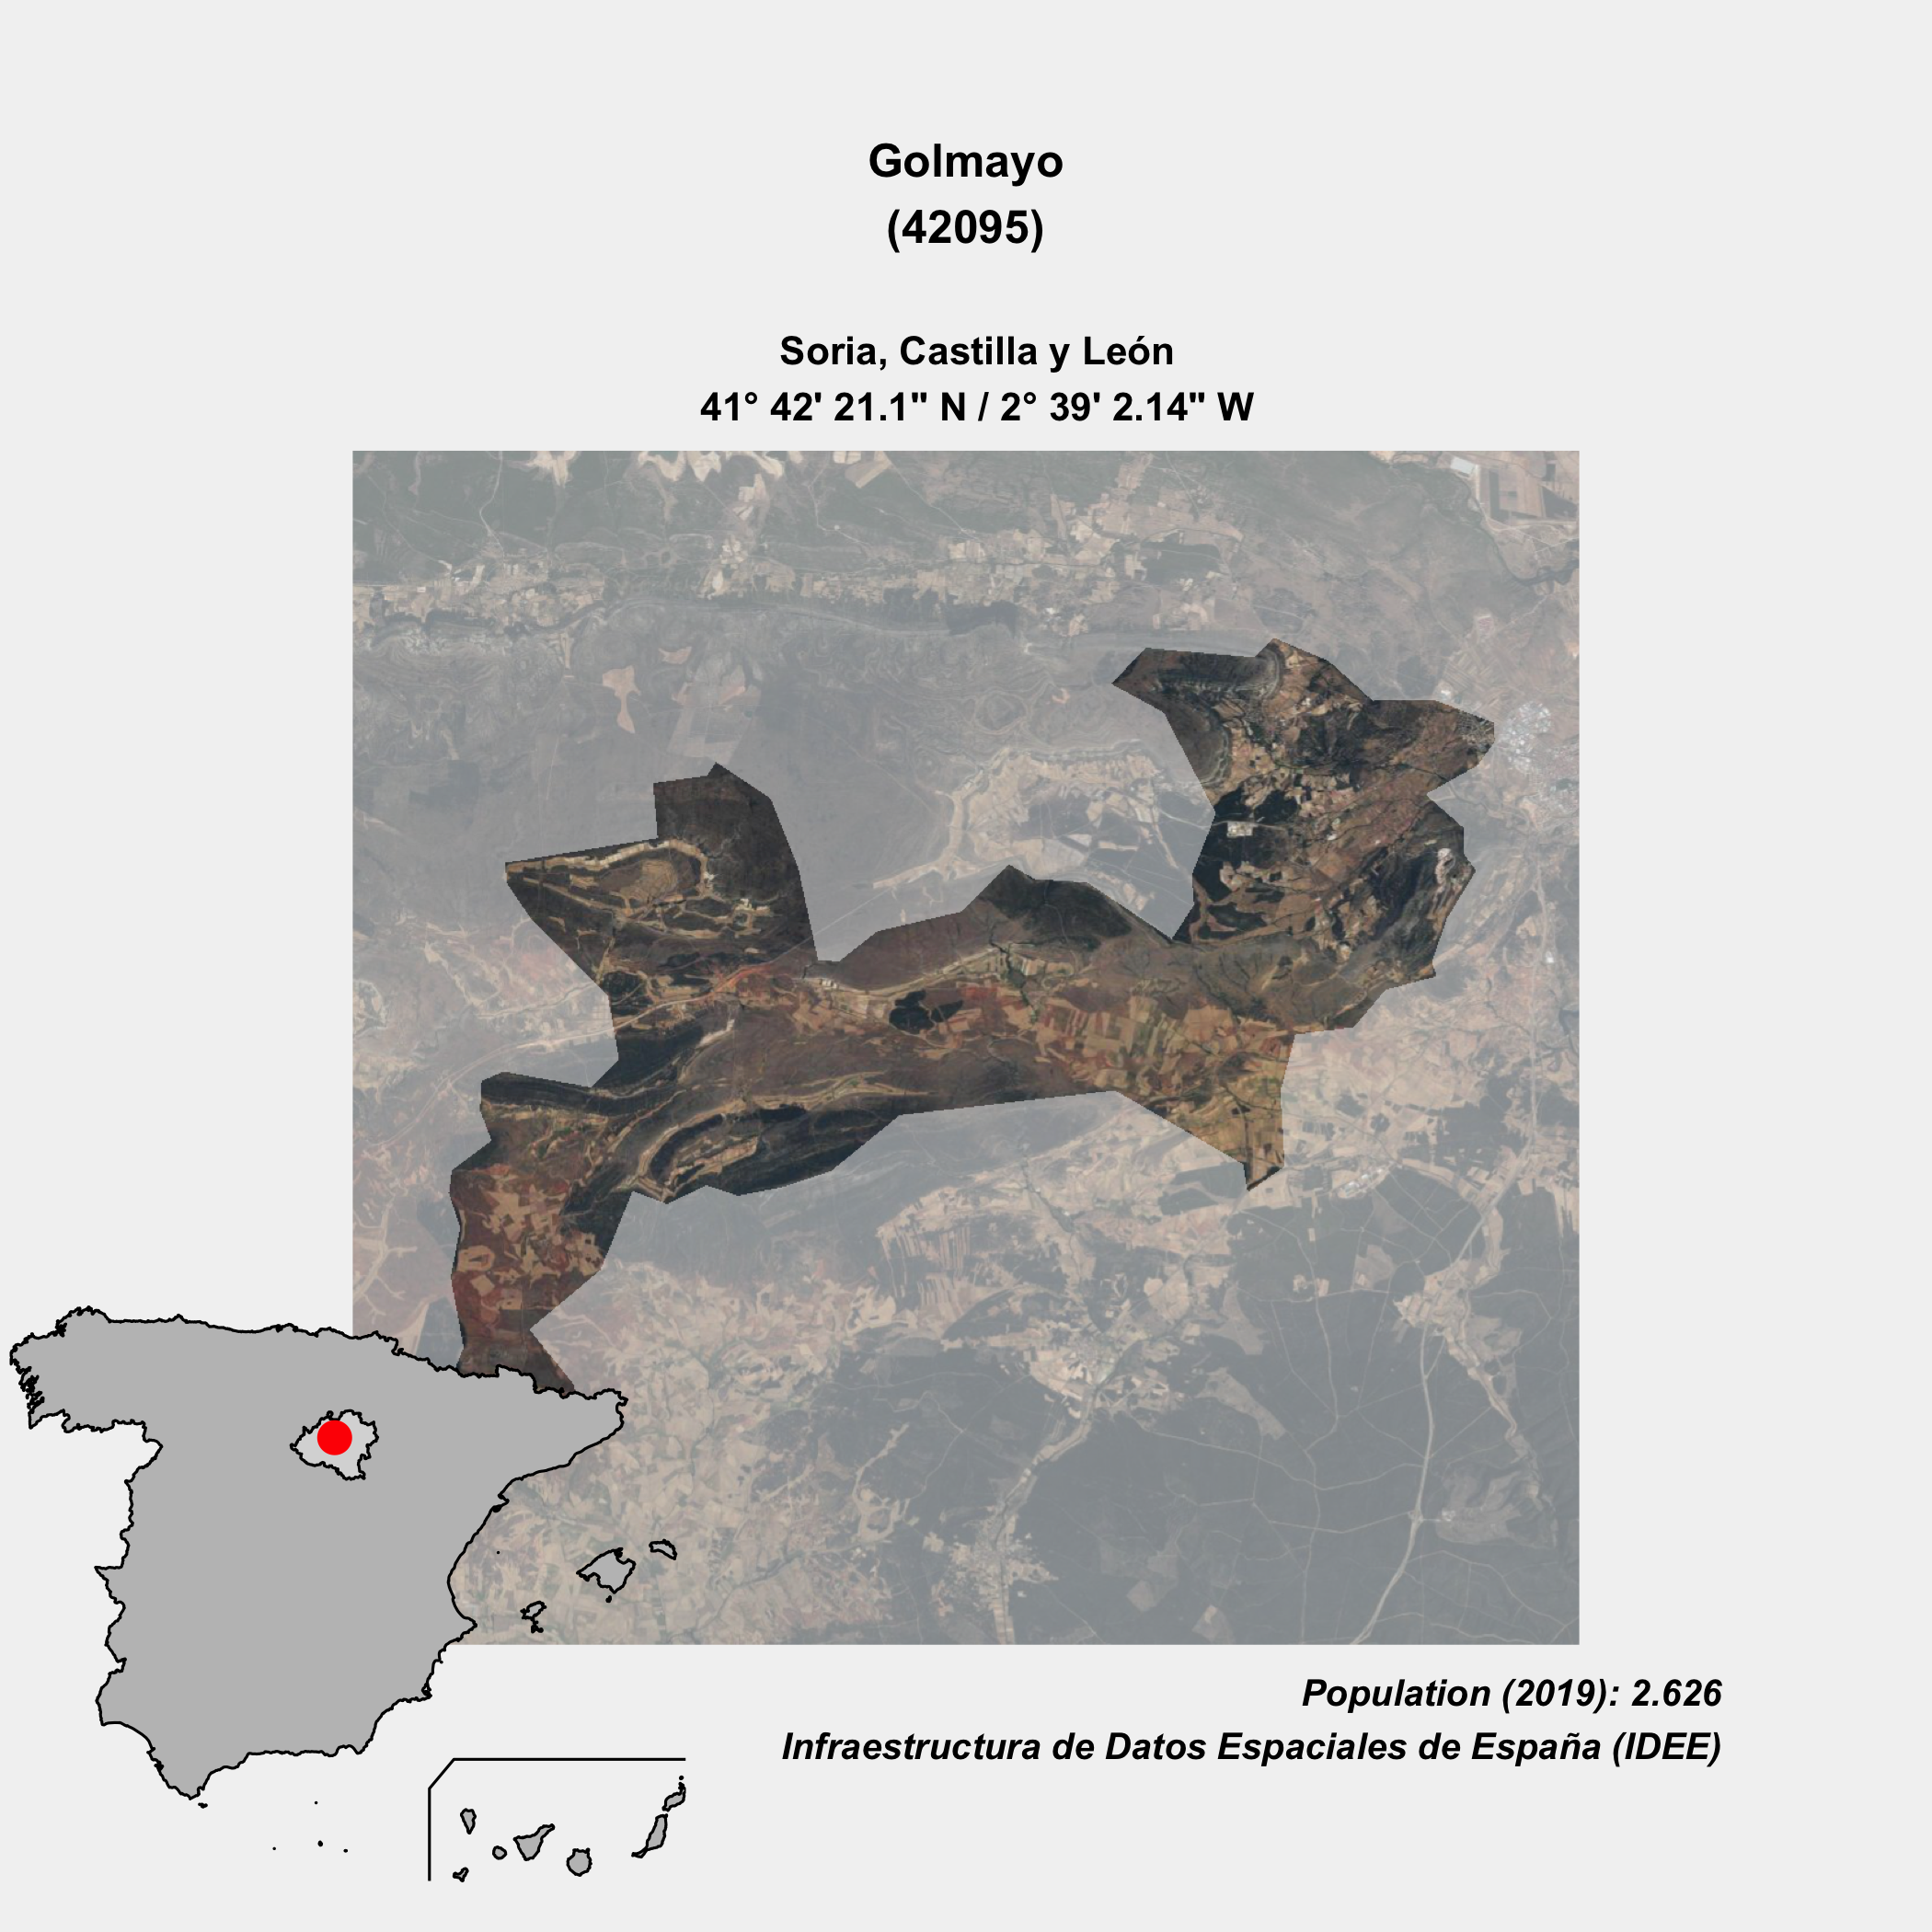 Golmayo
(42095)
Soria, Castilla y León
41° 42' 21.1" N / 2° 39' 2.14" W
Population (2019): 2.626
Infraestructura de Datos Espaciales de España (IDEE)